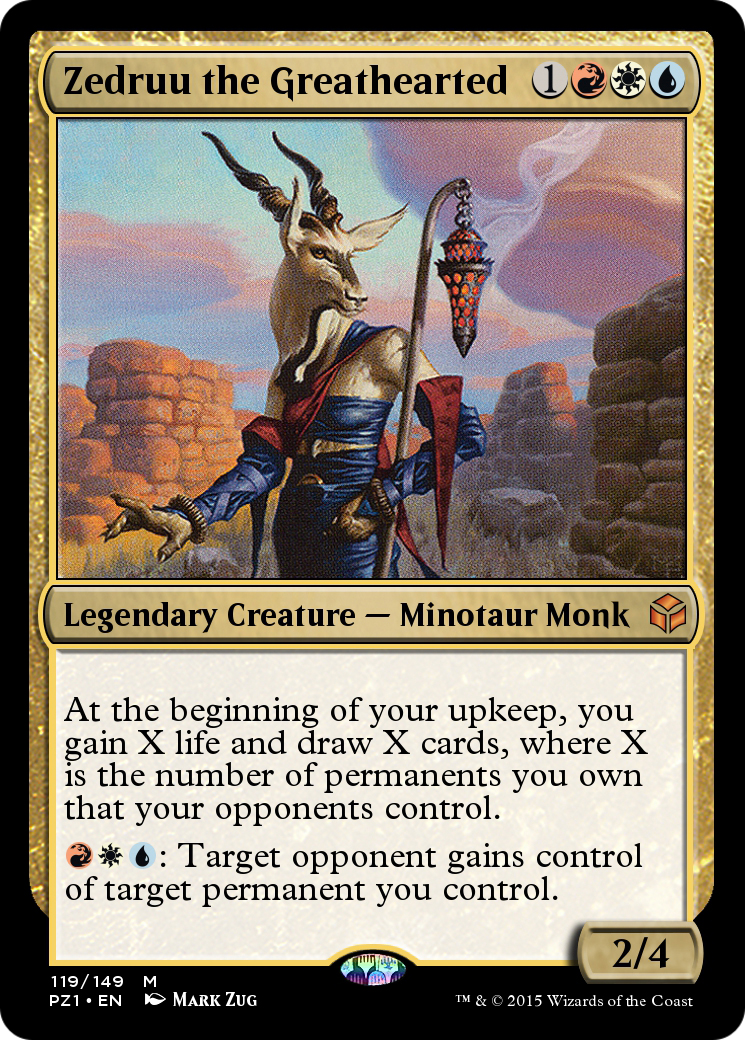 Zedruu the Greathearted 1
Legendary Creature — Minotaur Monk
At the beginning of your upkeep, you
gain X life and draw X cards, where X
is the number of permanents you own
that your opponents control.
: Target opponent gains control
of target permanent you control.
2/4
119/149 M
PZ1 • EN Mark Zug
™ & © 2015 Wizards of the Coast